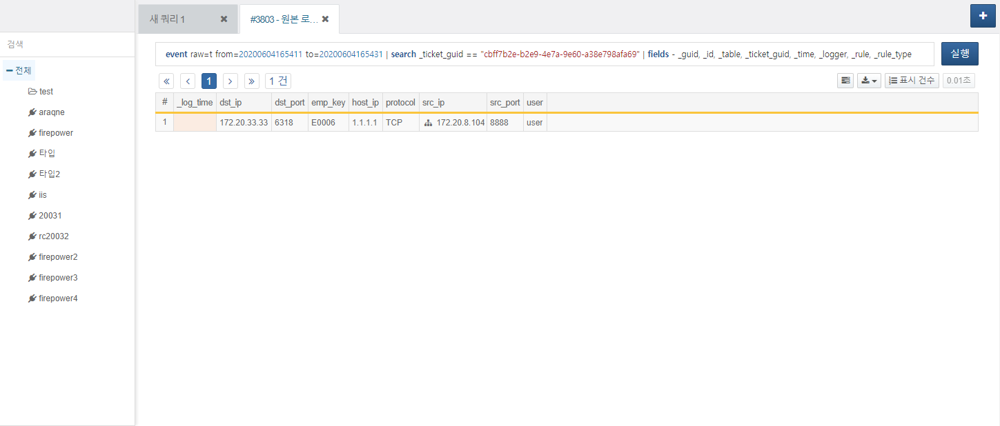 새 쿼리 1
#3803 - 원본 로...
검색
전체
test
araqne
firepower
타입
타입2
iis
20031
rc20032
firepower2
firepower3
firepower4
event raw=t from=20200604165411 to=20200604165431 | search _ticket_guid == "cbff7b2e-b2e9-4e7a-9e60-a38e798afa69" | fields - _guid, _id, _table, _ticket_guid, _time, _logger, _rule, _rule_type
실행
1 1 건 표시 건수 0.01초
# _log_time dst_ip dst_port emp_key host_ip protocol src_ip src_port user
1 172.20.33.33 6318 E0006 1.1.1.1 TCP 172.20.8.104 8888 user